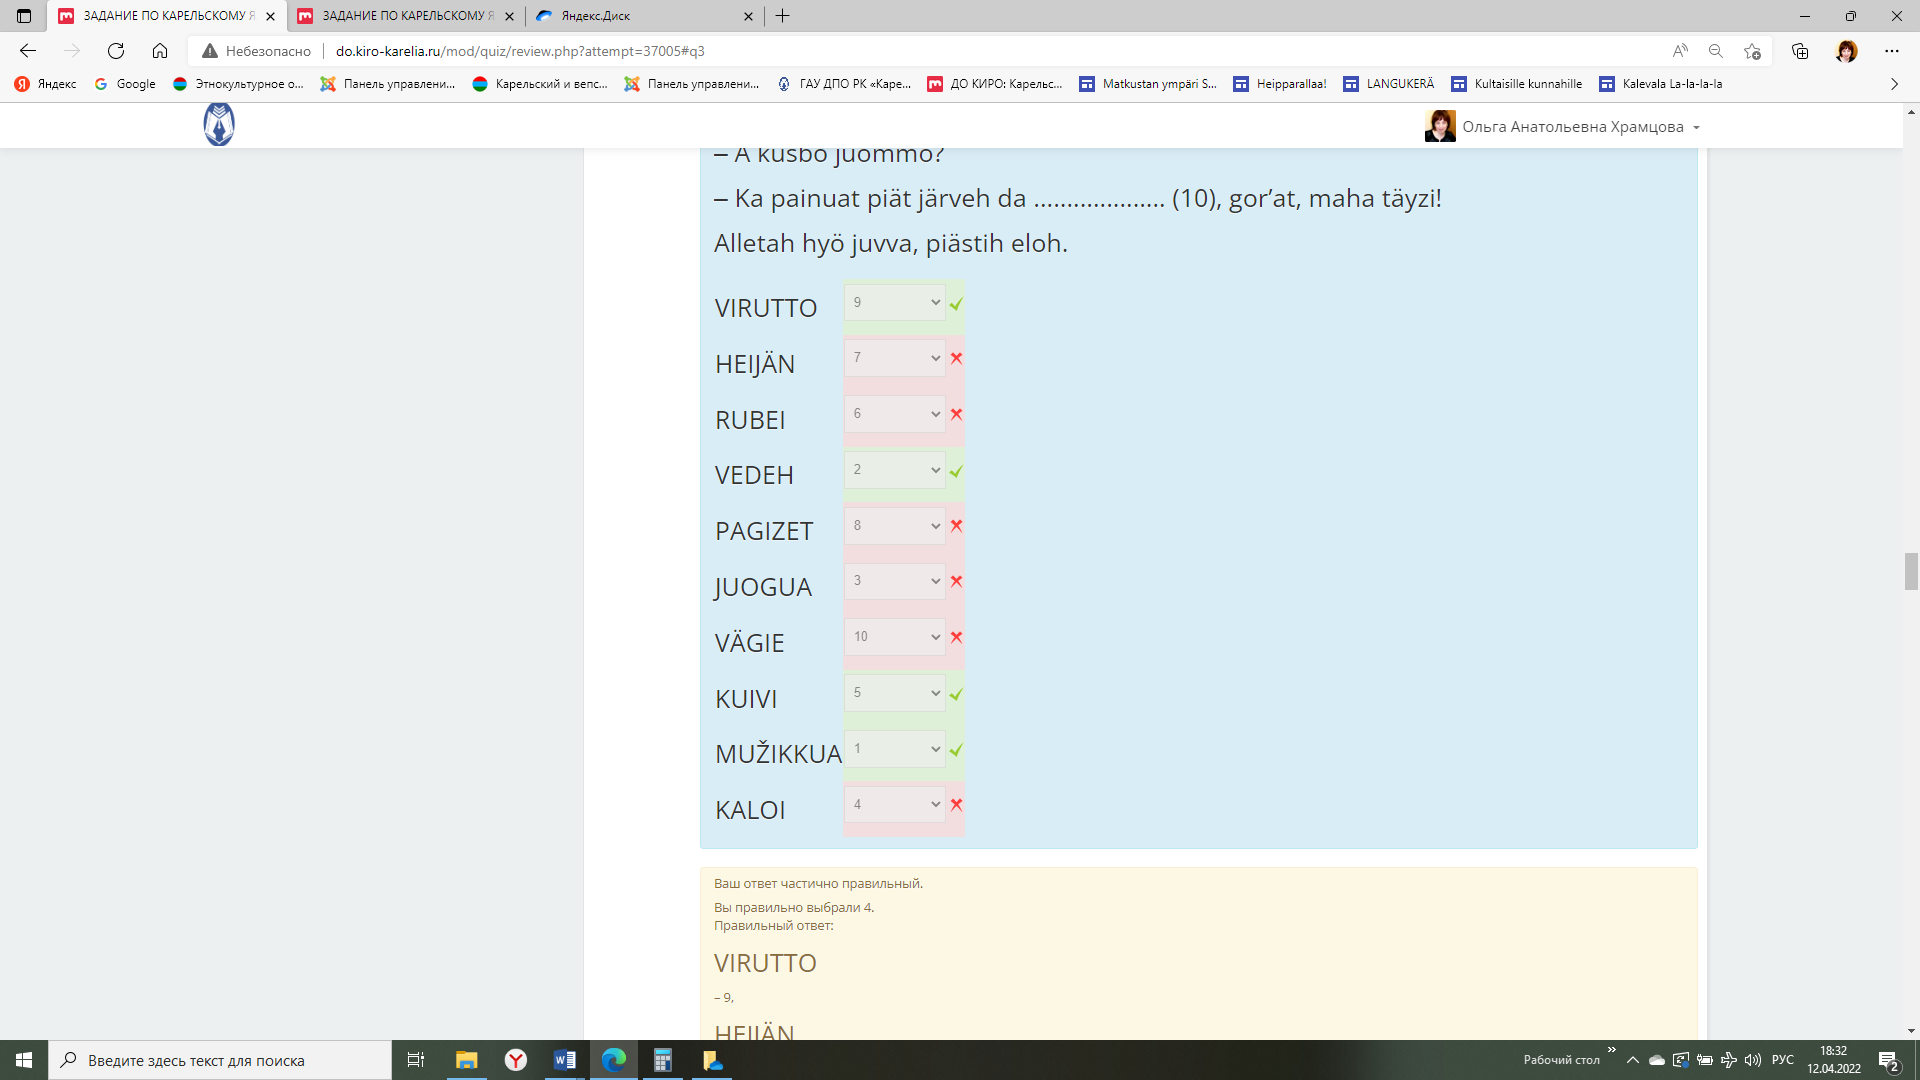 ЗАДАНИЕ ПО КАРЕЛЬСКОМУ Я
ЗАДАНИЕ ПО КАРЕЛЬСКОМУ Я
Яндекс.Диск
Небезопасно
do.kiro-karelia.ru/mod/quiz/review.php?attempt=37005#q3
Яндекс
Google
Этнокультурное о...
Панель управлени...
Карельский и вепс...
Панель управлени...
ГАУ ДПО РК «Каре...
ДО КИРО: Карельс...
Matkustan ympäri S...
Heipparallaa!
LANGUKERÄ
Kultaisille kunnahille
Kalevala La-la-la-la
Ольга Анатольевна Храмцова
– A kusbo juommo?
– Ka painuat piät järveh da .................... (10), gor’at, maha täyzi!
Alletah hyö juvva, piästih eloh.
VIRUTTO 9
HEIJÄN 7
RUBEI 6
VEDEH 2
PAGIZET 8
JUOGUA 3
VÄGIE 10
KUIVI 5
MUŽIKKUA 1
KALOI 4
Ваш ответ частично правильный.
Вы правильно выбрали 4.
Правильный ответ:
VIRUTTO
– 9,
HEIJÄN
Введите здесь текст для поиска
Рабочий стол
РУС
18:32
12.04.2022
2